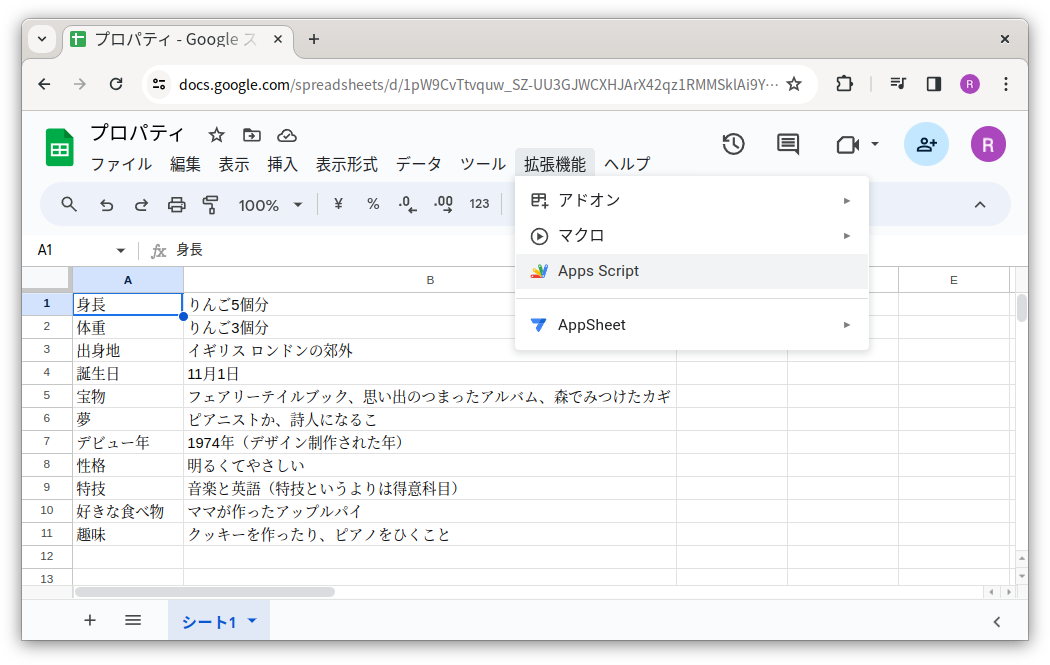 プロパティ - Google ス
docs.google.com/spreadsheets/d/1pW9CvTtvquw_SZ-UU3GJWCXHJArX42qz1RMMSkIAi9Y…
R
プロパティ
ファイル 編集 表示 挿入 表示形式 データ ツール 拡張機能 ヘルプ
R
100% ¥ % .0 .00 123
アドオン
マクロ
Apps Script
AppSheet
A1 fx 身長
A B E
1 身長 りんご5個分
2 体重 りんご3個分
3 出身地 イギリス ロンドンの郊外
4 誕生日 11月1日
5 宝物 フェアリーテイルブック、思い出のつまったアルバム、森でみつけたカギ
6 夢 ピアニストか、詩人になるこ
7 デビュー年 1974年（デザイン制作された年）
8 性格 明るくてやさしい
9 特技 音楽と英語（特技というよりは得意科目）
10 好きな食べ物 ママが作ったアップルパイ
11 趣味 クッキーを作ったり、ピアノをひくこと
12
13
シート1